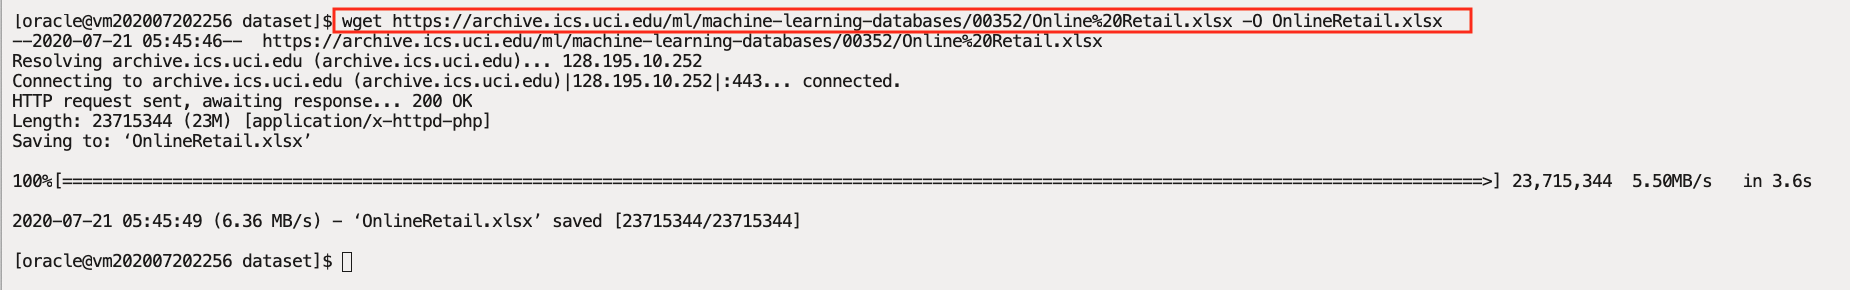 [oracle@vm202007202256 dataset]$ wget https://archive.ics.uci.edu/ml/machine-learning-databases/00352/Online%20Retail.xlsx -O OnlineRetail.xlsx
--2020-07-21 05:45:46--  https://archive.ics.uci.edu/ml/machine-learning-databases/00352/Online%20Retail.xlsx
Resolving archive.ics.uci.edu (archive.ics.uci.edu)... 128.195.10.252
Connecting to archive.ics.uci.edu (archive.ics.uci.edu)|128.195.10.252|:443... connected.
HTTP request sent, awaiting response... 200 OK
Length: 23715344 (23M) [application/x-httpd-php]
Saving to: ‘OnlineRetail.xlsx’
100%[==============================================================================================================================================>] 23,715,344  5.50MB/s   in 3.6s
2020-07-21 05:45:49 (6.36 MB/s) - ‘OnlineRetail.xlsx’ saved [23715344/23715344]
[oracle@vm202007202256 dataset]$